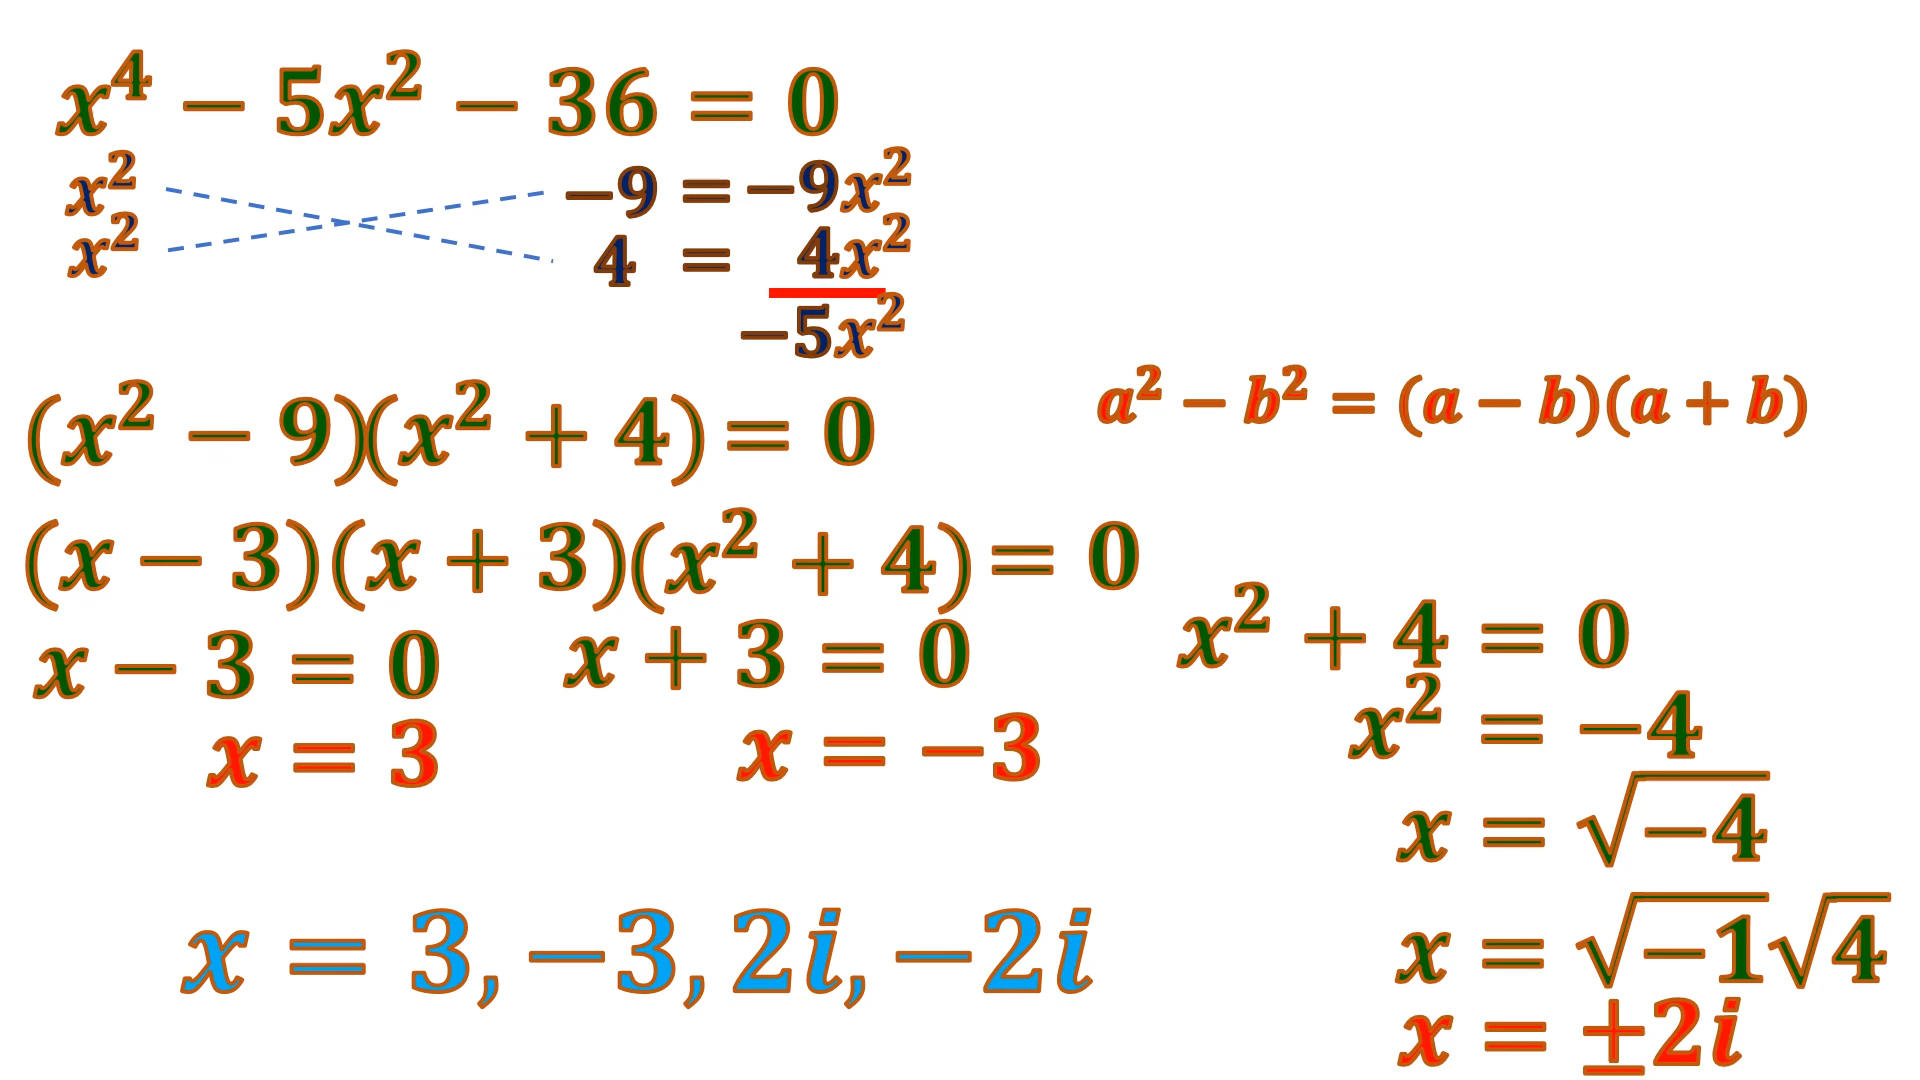 x⁴ − 5x² − 36 = 0
x² −9 = −9x²
x² 4 = 4x²
−5x²
(x² − 9)(x² + 4) = 0
a² − b² = (a − b)(a + b)
(x − 3)(x + 3)(x² + 4) = 0
x − 3 = 0 x + 3 = 0 x² + 4 = 0
x = 3 x = −3 x² = −4
x = √−4
x = √−1√4
x = ±2i
x = 3, −3, 2i, −2i